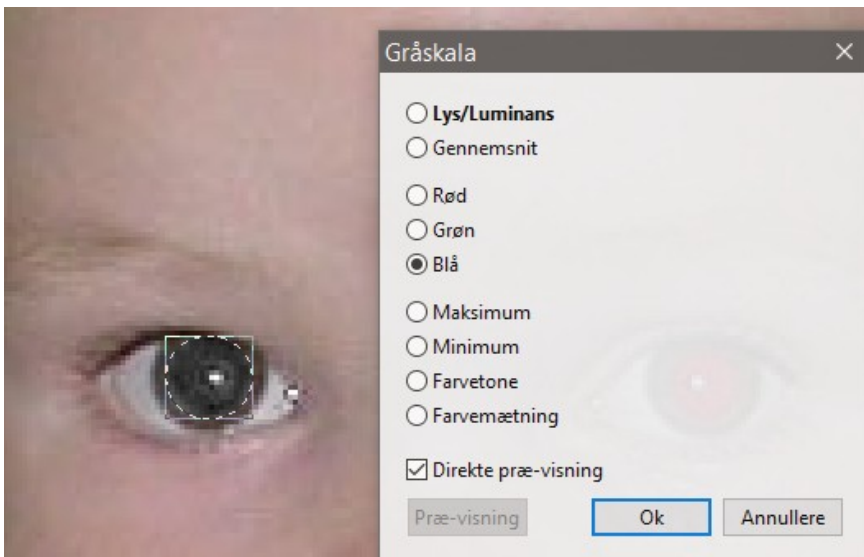 Gråskala
Lys/Luminans
Gennemsnit
Rød
Grøn
Blå
Maksimum
Minimum
Farvetone
Farvemætning
Direkte præ-visning
Præ-visning
Ok
Annullere